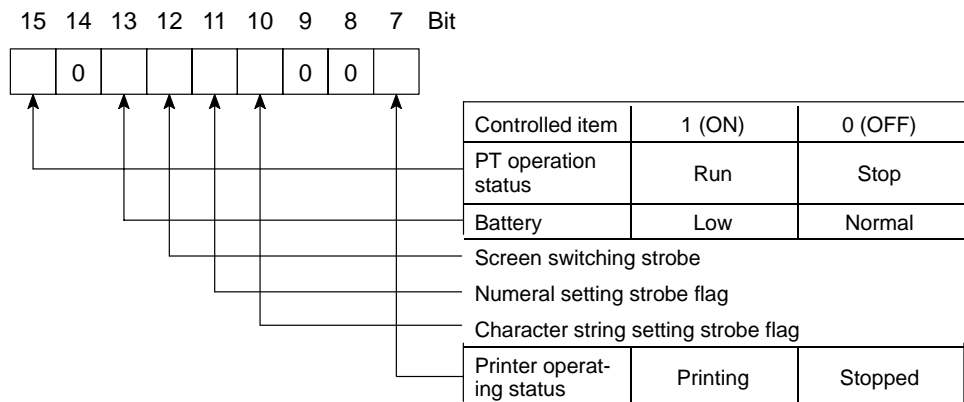 15 14 13 12 11 10 9 8 7 Bit
0 0 0
Controlled item 1 (ON) 0 (OFF)
PT operation
status Run Stop
Battery Low Normal
Screen switching strobe
Numeral setting strobe flag
Character string setting strobe flag
Printer operat-
ing status Printing Stopped